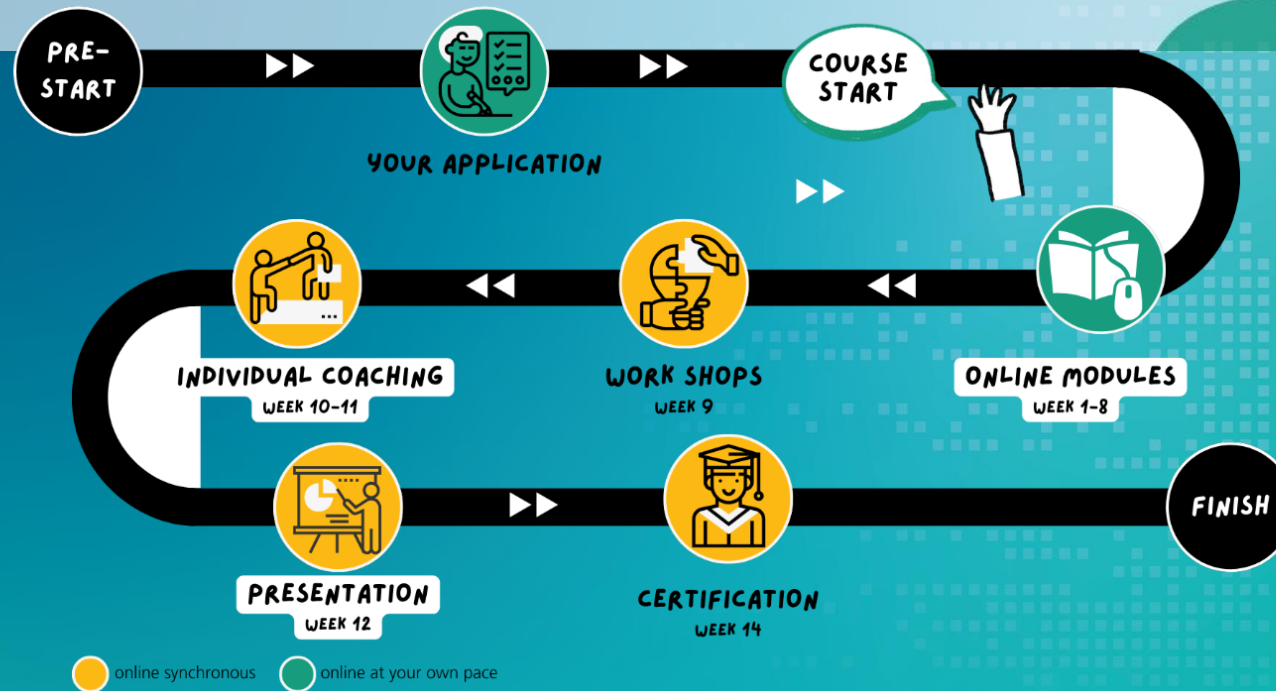 PRE-
START
YOUR APPLICATION
COURSE
START
INDIVIDUAL COACHING
WEEK 10-11
WORK SHOPS
WEEK 9
ONLINE MODULES
WEEK 1-8
PRESENTATION
WEEK 12
CERTIFICATION
WEEK 14
FINISH
online synchronous
online at your own pace